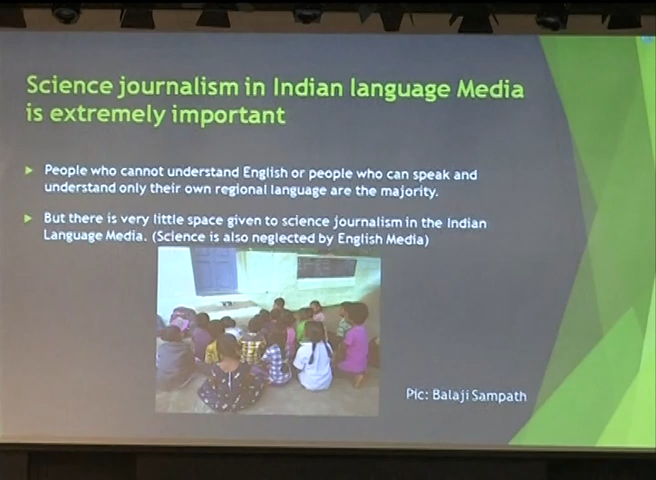 Science journalism in Indian language Media
is extremely important
People who cannot understand English or people who can speak and
understand only their own regional language are the majority.
But there is very little space given to science journalism in the Indian
Language Media. (Science is also neglected by English Media)
Pic: Balaji Sampath